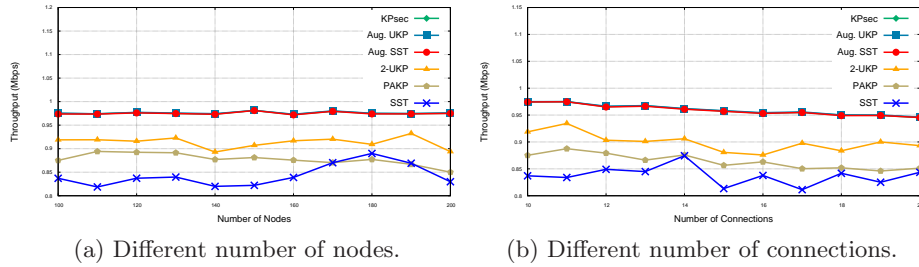 1.2
1.15
1.1
1.05
1
0.95
0.9
0.85
0.8
Throughput (Mbps)
KPsec
Aug. UKP
Aug. SST
2-UKP
PAKP
SST
100
120
140
160
180
200
Number of Nodes
(a) Different number of nodes.
1.15
1.1
1.05
1
0.95
0.9
0.85
0.8
Throughput (Mbps)
KPsec
Aug. UKP
Aug. SST
2-UKP
PAKP
SST
10
12
14
16
18
Number of Connections
(b) Different number of connections.